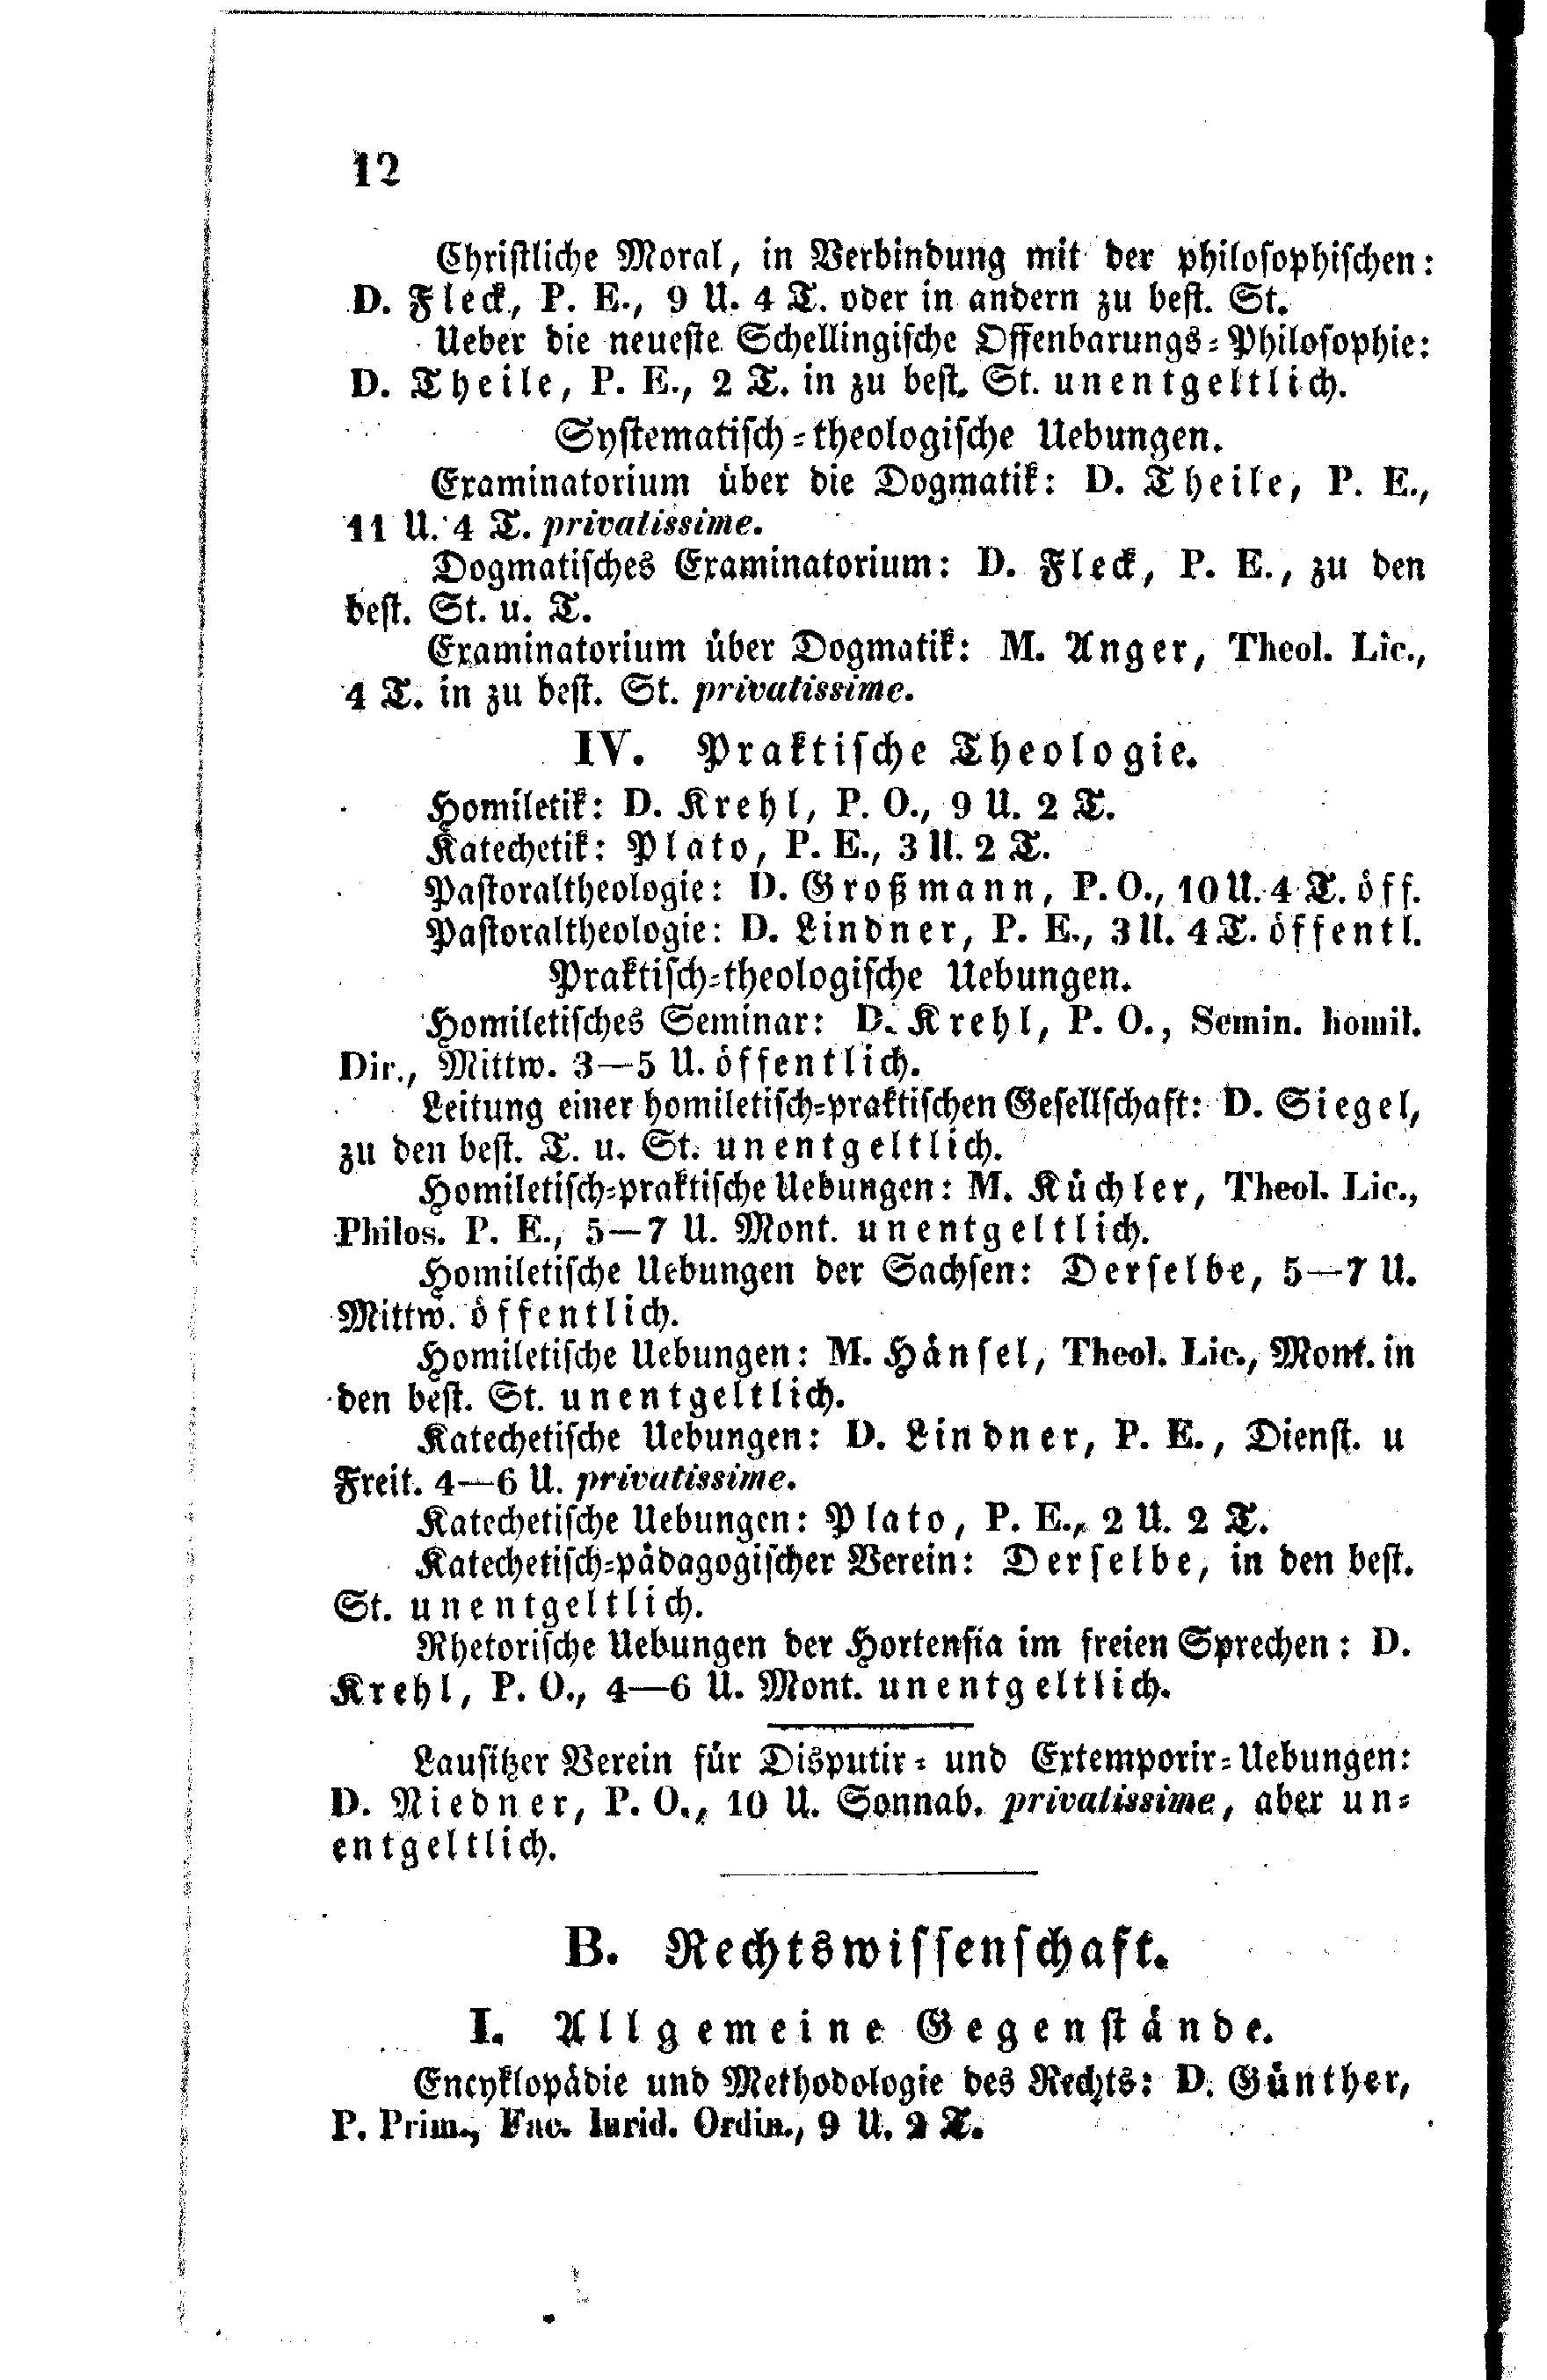 12
Christliche Moral, in Verbindung mit der philosophischen:
D. Fleck, P. E., 9 U. 4 T. oder in andern zu best. St.
Ueber die neueste Schellingische Offenbarungs-Philosophie:
D. Theile, P. E., 2 T. in zu best. St. unentgeltlich.
Systematisch-theologische Uebungen.
Examinatorium über die Dogmatik: D. Theile, P. E.,
11 U. 4 T. privatissime.
Dogmatisches Examinatorium: D. Fleck, P. E., zu den
best. St. u. T.
Examinatorium über Dogmatik: M. Anger, Theol. Lic.,
4 T. in zu best. St. privatissime.
IV. Praktische Theologie.
Homiletik: D. Krehl, P. O., 9 U. 2 T.
Katechetik: Plato, P. E., 3 U. 2 T.
Pastoraltheologie: D. Großmann, P. O., 10 U. 4 T. öff.
Pastoraltheologie: D. Lindner, P. E., 3 U. 4 T. öffentl.
Praktisch-theologische Uebungen.
Homiletisches Seminar: D. Krehl, P. O., Semin. homil.
Dir., Mittw. 3—5 U. öffentlich.
Leitung einer homiletisch-praktischen Gesellschaft: D. Siegel,
zu den best. T. u. St. unentgeltlich.
Homiletisch-praktische Uebungen: M. Küchler, Theol. Lic.,
Philos. P. E., 5—7 U. Mont. unentgeltlich.
Homiletische Uebungen der Sachsen: Derselbe, 5—7 U.
Mittw. öffentlich.
Homiletische Uebungen: M. Hänsel, Theol. Lic., Mont. in
den best. St. unentgeltlich.
Katechetische Uebungen: D. Lindner, P. E., Dienst. u
Freit. 4—6 U. privatissime.
Katechetische Uebungen: Plato, P. E., 2 U. 2 T.
Katechetisch-pädagogischer Verein: Derselbe, in den best.
St. unentgeltlich.
Rhetorische Uebungen der Hortensia im freien Sprechen: D.
Krehl, P. O., 4—6 U. Mont. unentgeltlich.
Lausitzer Verein für Disputir- und Extemporir-Uebungen:
D. Niedner, P. O., 10 U. Sonnab. privatissime, aber un-
entgeltlich.
B. Rechtswissenschaft.
I. Allgemeine Gegenstände.
Encyklopädie und Methodologie des Rechts: D. Günther,
P. Prim., Fac. Iurid. Ordin., 9 U. 2 T.